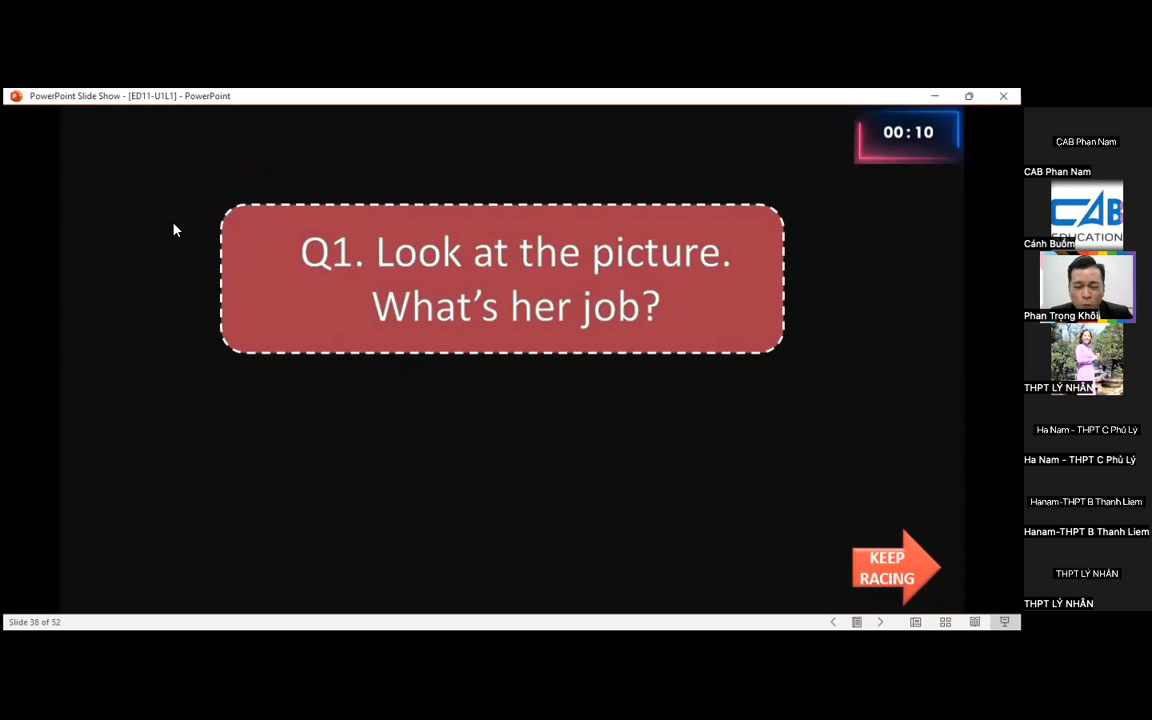 PowerPoint Slide Show - [ED11-U1L1] - PowerPoint
00:10
Q1. Look at the picture.
What's her job?
KEEP
RACING
Slide 38 of 52
CAB Phan Nam
CAB Phan Nam
CAB
EDUCATION
Cánh Buồm
Phan Trọng Khôi
THPT LÝ NHÂN
Ha Nam - THPT C Phủ Lý
Ha Nam - THPT C Phủ Lý
Hanam-THPT B Thanh Liem
Hanam-THPT B Thanh Liem
THPT LÝ NHÂN
THPT LÝ NHÂN